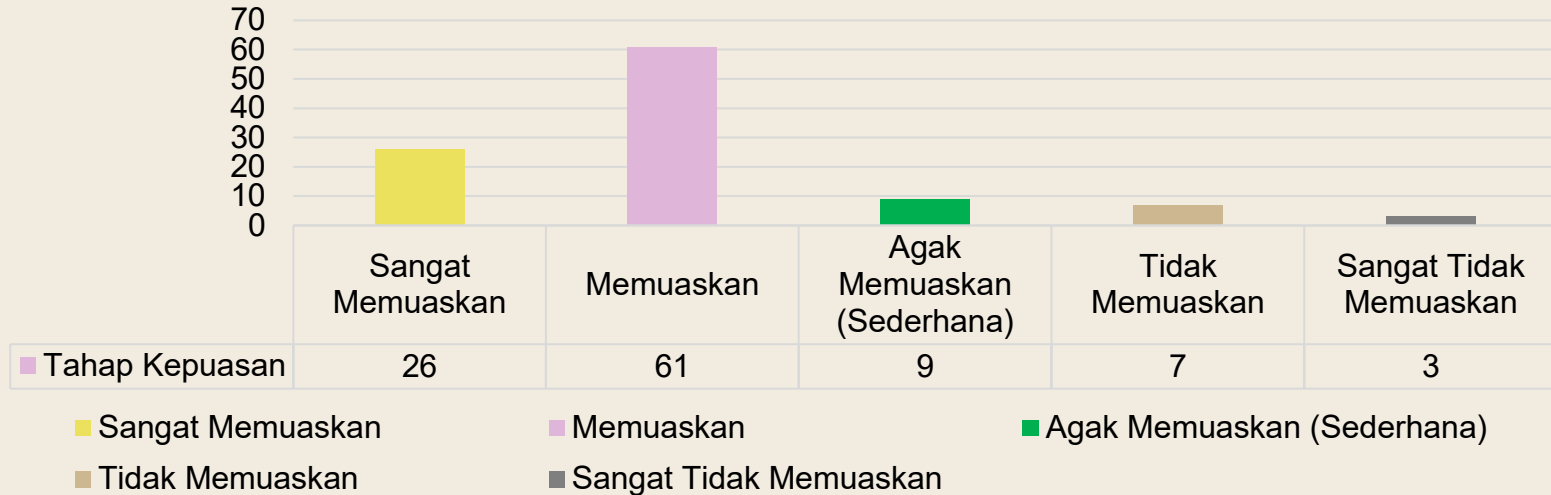 70
60
50
40
30
20
10
0
Sangat
Memuaskan
Memuaskan
Agak
Memuaskan
(Sederhana)
Tidak
Memuaskan
Sangat Tidak
Memuaskan
Tahap Kepuasan 26 61 9 7 3
Sangat Memuaskan Memuaskan Agak Memuaskan (Sederhana)
Tidak Memuaskan Sangat Tidak Memuaskan